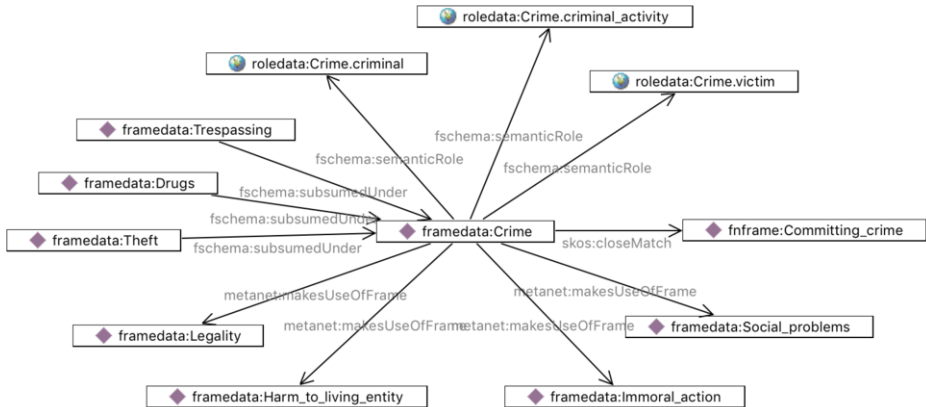 roledata:Crime.criminal_activity
roledata:Crime.criminal
roledata:Crime.victim
framedata:Trespassing
fschema:semanticRole
fschema:semanticRole
fschema:semanticRole
framedata:Drugs
fschema:subsumedUnder
fschema:subsumedUnder
framedata:Theft
fschema:subsumedUnder
framedata:Crime
fnframe:Committing_crime
skos:closeMatch
metanet:makesUseOfFrame
metanet:makesUseOfFrame
metanet:makesUseOfFrame
metanet:makesUseOfFrame
framedata:Legality
framedata:Social_problems
framedata:Harm_to_living_entity
framedata:Immoral_action